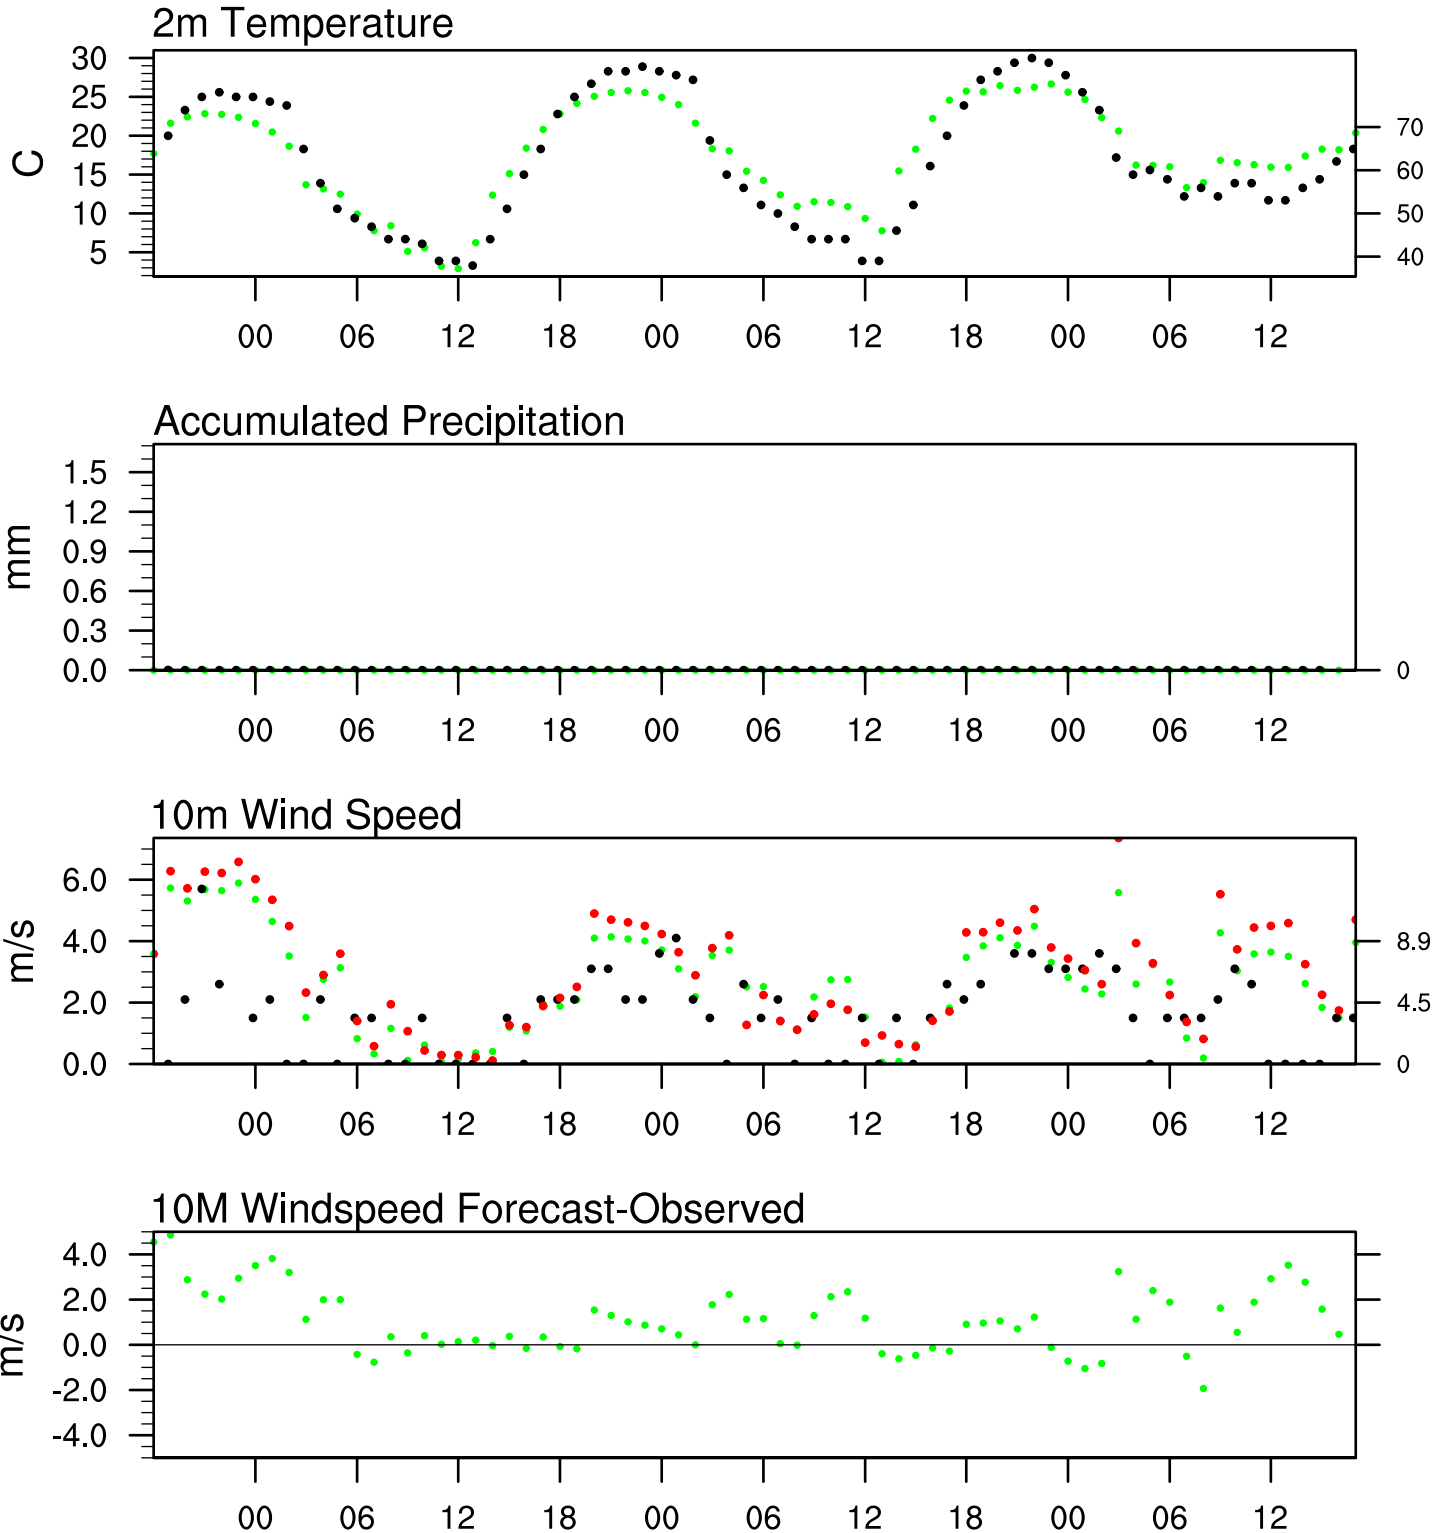 2m Temperature
30
25
20
15
10
5
C
70
60
50
40
00 06 12 18 00 06 12 18 00 06 12
Accumulated Precipitation
1.5
1.2
0.9
0.6
0.3
0.0
mm
0
00 06 12 18 00 06 12 18 00 06 12
10m Wind Speed
6.0
4.0
2.0
0.0
m/s
8.9
4.5
0
00 06 12 18 00 06 12 18 00 06 12
10M Windspeed Forecast-Observed
4.0
2.0
0.0
-2.0
-4.0
m/s
00 06 12 18 00 06 12 18 00 06 12